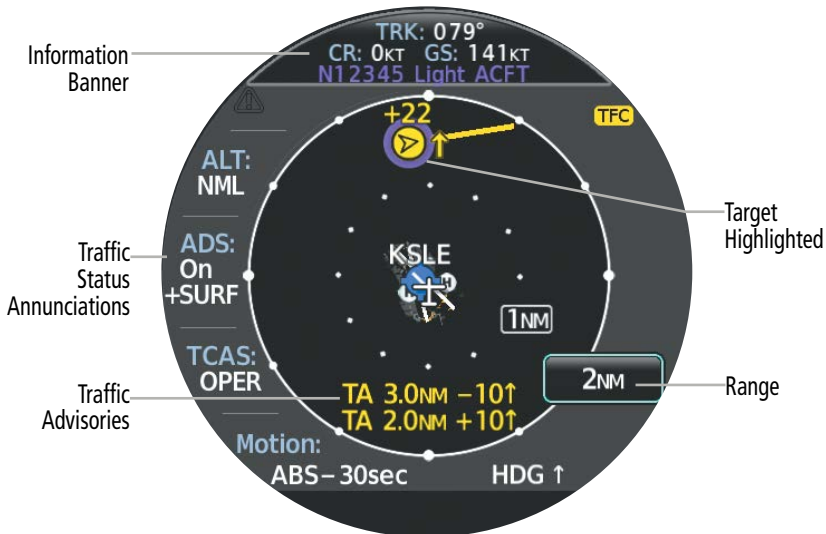 TRK: 079°
CR: 0KT GS: 141KT
N12345 Light ACFT
Information
Banner
+22
TFC
ALT:
NML
Target
Highlighted
ADS:
On
+SURF
Traffic
Status
Annunciations
KSLE
1NM
TCAS:
OPER
2NM
Range
Traffic
Advisories
TA 3.0NM −10↑
TA 2.0NM +10↑
Motion:
ABS−30sec
HDG ↑